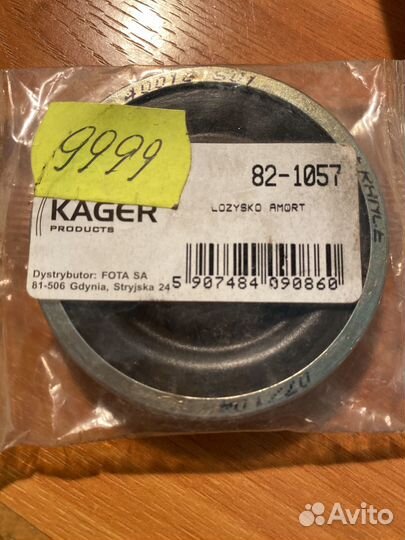 9999
82-1057
KAGER
PRODUCTS
LOZYSKO AMORT
Dystrybutor: FOTA SA
81-506 Gdynia, Stryjska 24
5 907484 090860
Avito